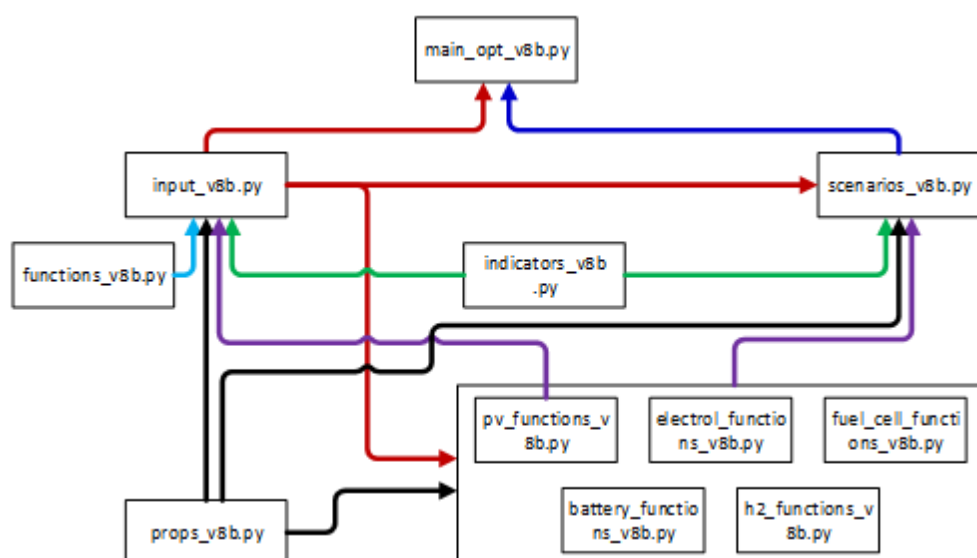 main_opt_v8b.py
input_v8b.py
scenarios_v8b.py
functions_v8b.py
indicators_v8b
.py
pv_functions_v
8b.py
electrol_functio
ns_v8b.py
fuel_cell_functi
ons_v8b.py
battery_functio
ns_v8b.py
h2_functions_v
8b.py
props_v8b.py